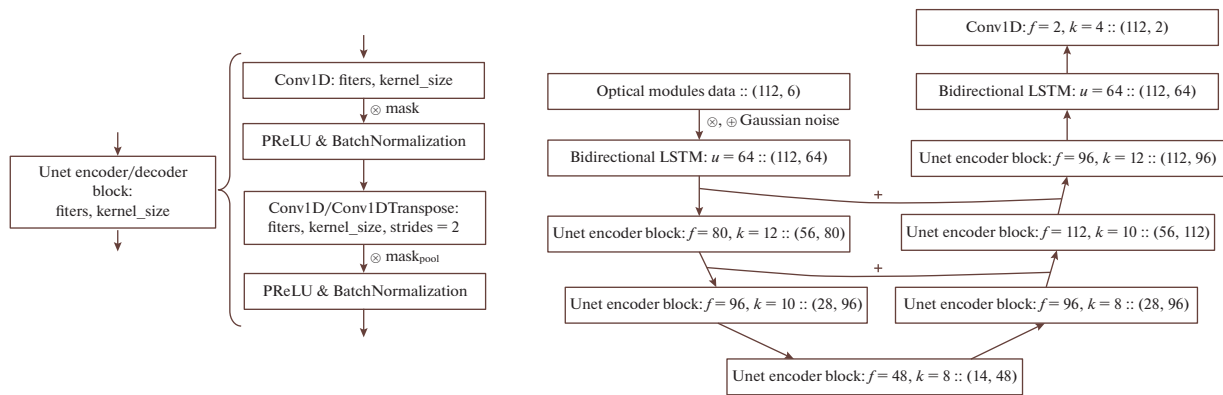 Unet encoder/decoder
block:
fiters, kernel_size
Conv1D: fiters, kernel_size
⊗ mask
PReLU & BatchNormalization
Conv1D/Conv1DTranspose:
fiters, kernel_size, strides = 2
⊗ maskpool
PReLU & BatchNormalization
Optical modules data :: (112, 6)
⊗, ⊕ Gaussian noise
Bidirectional LSTM: u = 64 :: (112, 64)
+
Unet encoder block: f = 80, k = 12 :: (56, 80)
+
Unet encoder block: f = 96, k = 10 :: (28, 96)
Unet encoder block: f = 48, k = 8 :: (14, 48)
Conv1D: f = 2, k = 4 :: (112, 2)
Bidirectional LSTM: u = 64 :: (112, 64)
Unet encoder block: f = 96, k = 12 :: (112, 96)
Unet encoder block: f = 112, k = 10 :: (56, 112)
Unet encoder block: f = 96, k = 8 :: (28, 96)